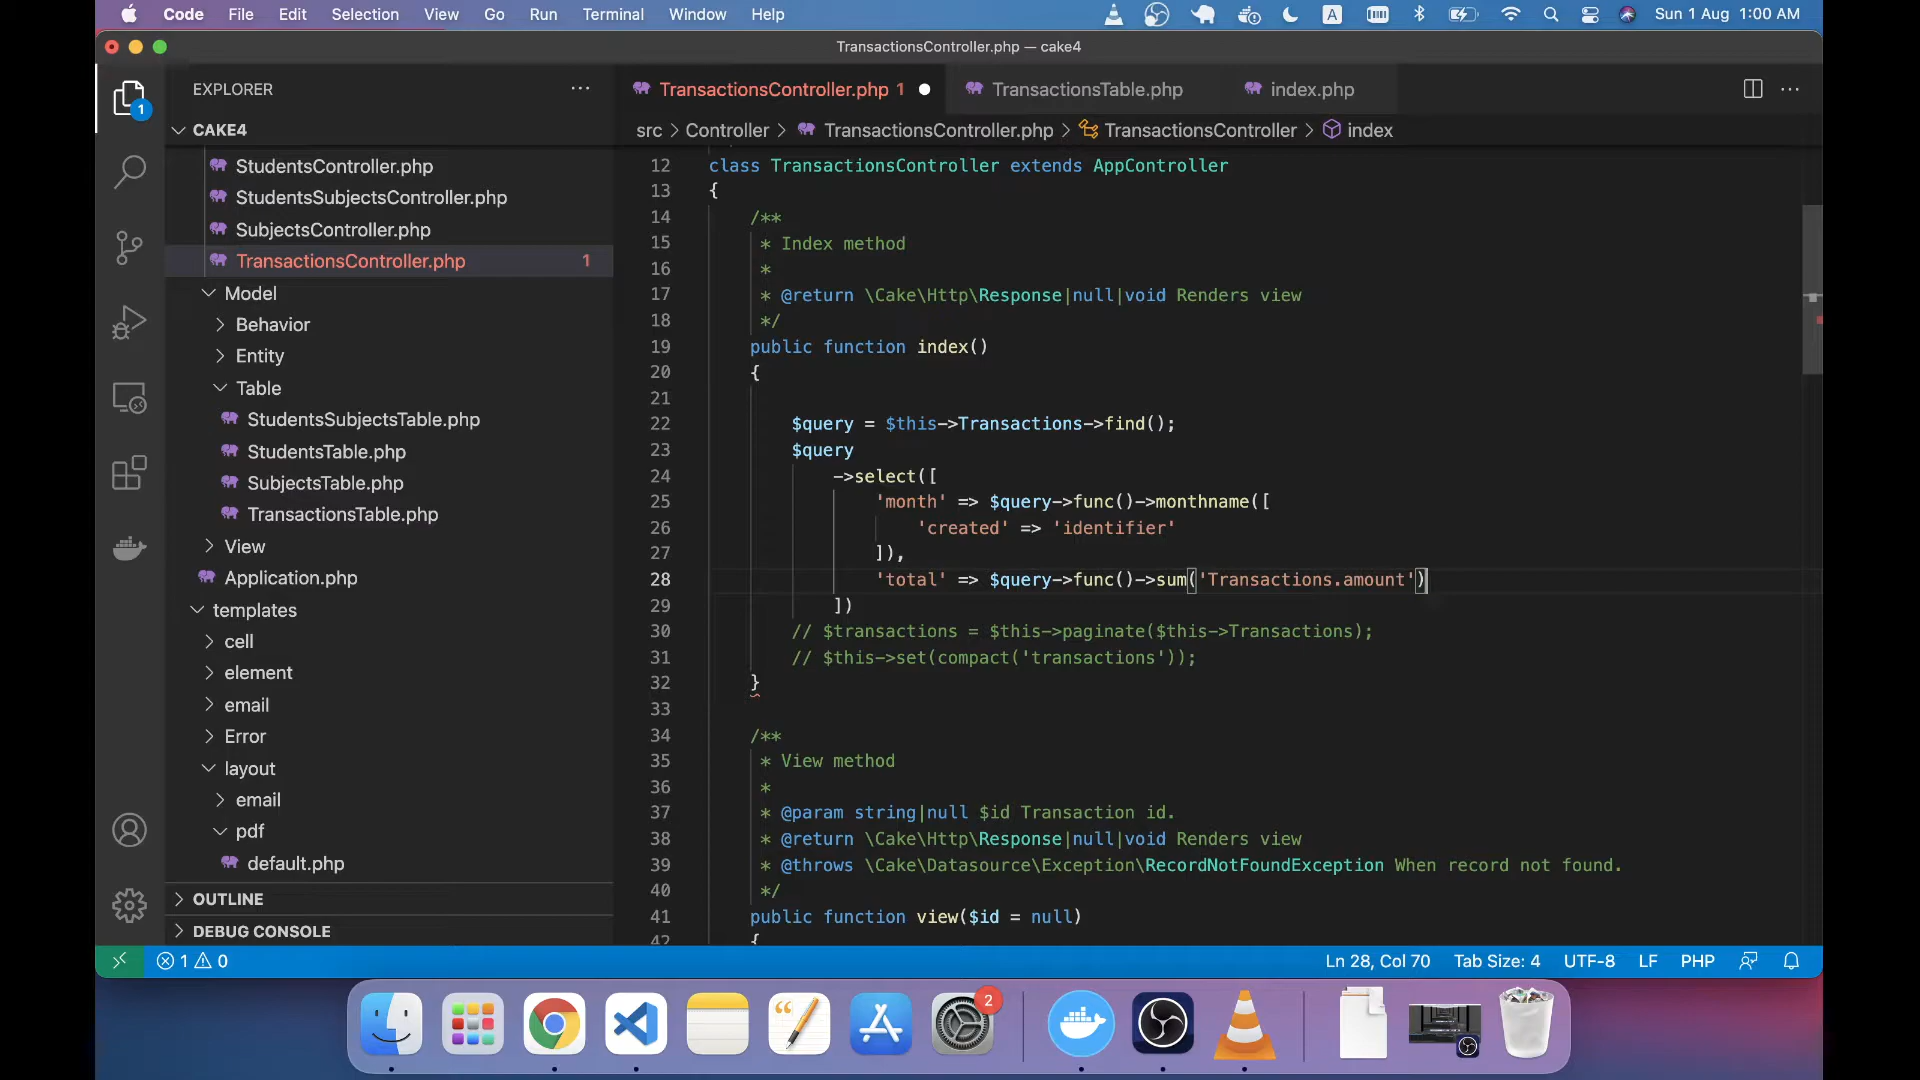 Code File Edit Selection View Go Run Terminal Window Help A Sun 1 Aug 1:00 AM
TransactionsController.php — cake4
EXPLORER
TransactionsController.php 1
TransactionsTable.php
index.php
1
CAKE4
src > Controller > TransactionsController.php > TransactionsController > index
StudentsController.php
StudentsSubjectsController.php
SubjectsController.php
TransactionsController.php 1
Model
Behavior
Entity
Table
StudentsSubjectsTable.php
StudentsTable.php
SubjectsTable.php
TransactionsTable.php
View
Application.php
templates
cell
element
email
Error
layout
email
pdf
default.php
OUTLINE
DEBUG CONSOLE
12 class TransactionsController extends AppController
13 {
14 /**
15 * Index method
16 *
17 * @return \Cake\Http\Response|null|void Renders view
18 */
19 public function index()
20 {
21
22 $query = $this->Transactions->find();
23 $query
24 ->select([
25 'month' => $query->func()->monthname([
26 'created' => 'identifier'
27 ]),
28 'total' => $query->func()->sum('Transactions.amount')
29 ])
30 // $transactions = $this->paginate($this->Transactions);
31 // $this->set(compact('transactions'));
32 }
33
34 /**
35 * View method
36 *
37 * @param string|null $id Transaction id.
38 * @return \Cake\Http\Response|null|void Renders view
39 * @throws \Cake\Datasource\Exception\RecordNotFoundException When record not found.
40 */
41 public function view($id = null)
42 {
1 0
Ln 28, Col 70 Tab Size: 4 UTF-8 LF PHP
2